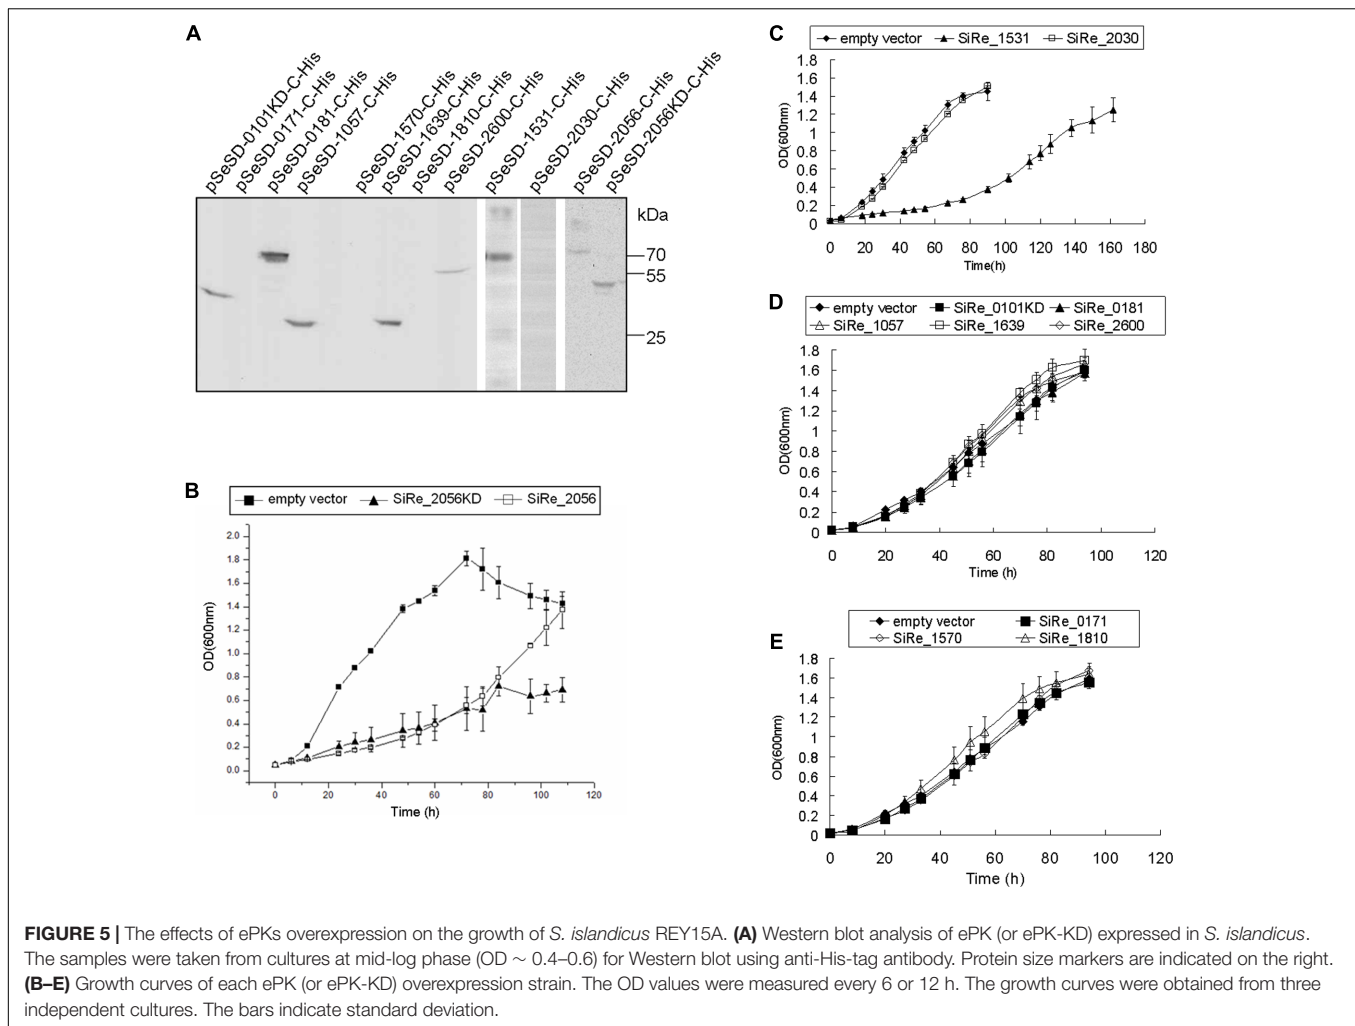 A
pSeSD-0101KD-C-His
pSeSD-0171-C-His
pSeSD-0181-C-His
pSeSD-1057-C-His
pSeSD-1570-C-His
pSeSD-1639-C-His
pSeSD-1810-C-His
pSeSD-2600-C-His
pSeSD-1531-C-His
pSeSD-2030-C-His
pSeSD-2056-C-His
pSeSD-2056KD-C-His
kDa
70
55
25
B
empty vector SiRe_2056KD SiRe_2056
2.0
1.8
1.6
1.4
1.2
1.0
0.8
0.6
0.4
0.2
0.0
OD(600nm)
0 20 40 60 80 100 120
Time (h)
C
empty vector SiRe_1531 SiRe_2030
1.8
1.6
1.4
1.2
1
0.8
0.6
0.4
0.2
0
OD(600nm)
0 20 40 60 80 100 120 140 160 180
Time(h)
D
empty vector SiRe_0101KD SiRe_0181
SiRe_1057 SiRe_1639 SiRe_2600
1.8
1.6
1.4
1.2
1
0.8
0.6
0.4
0.2
0
OD(600nm)
0 20 40 60 80 100 120
Time (h)
E
empty vector SiRe_0171
SiRe_1570 SiRe_1810
1.8
1.6
1.4
1.2
1
0.8
0.6
0.4
0.2
0
OD(600nm)
0 20 40 60 80 100 120
Time (h)
FIGURE 5 | The effects of ePKs overexpression on the growth of S. islandicus REY15A. (A) Western blot analysis of ePK (or ePK-KD) expressed in S. islandicus.
The samples were taken from cultures at mid-log phase (OD ∼ 0.4–0.6) for Western blot using anti-His-tag antibody. Protein size markers are indicated on the right.
(B–E) Growth curves of each ePK (or ePK-KD) overexpression strain. The OD values were measured every 6 or 12 h. The growth curves were obtained from three
independent cultures. The bars indicate standard deviation.